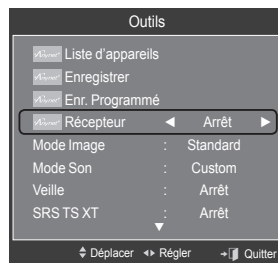 Outils
Liste d'appareils
Enregistrer
Enr. Programmé
Récepteur ◄ Arrêt ►
Mode Image : Standard
Mode Son : Custom
Veille : Arrêt
SRS TS XT : Arrêt
▼
Déplacer Régler Quitter